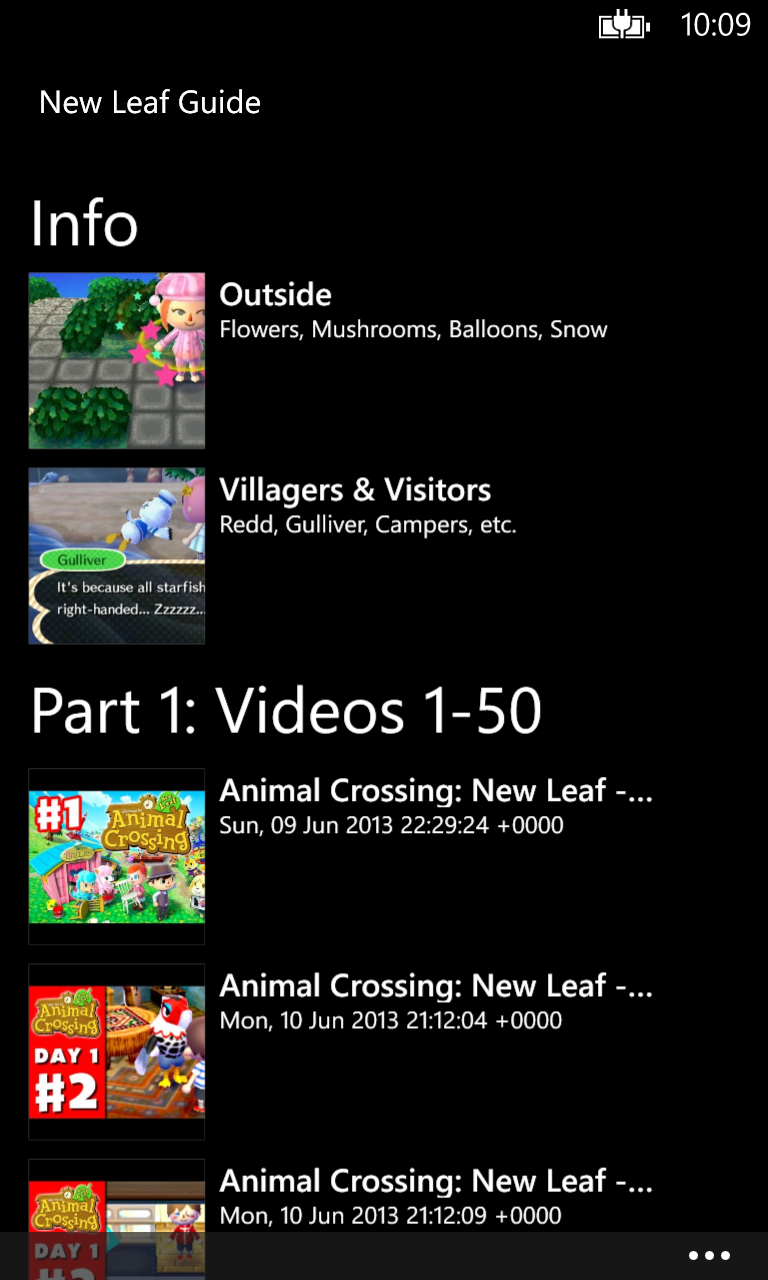 10:09
New Leaf Guide
Info
Outside
Flowers, Mushrooms, Balloons, Snow
Villagers & Visitors
Redd, Gulliver, Campers, etc.
Gulliver
It's because all starfish
right-handed... Zzzzzz...
Part 1: Videos 1-50
#1
Animal
Crossing
Animal Crossing: New Leaf -...
Sun, 09 Jun 2013 22:29:24 +0000
Animal
Crossing
DAY 1
#2
Animal Crossing: New Leaf -...
Mon, 10 Jun 2013 21:12:04 +0000
Animal
Crossing
DAY 1
Animal Crossing: New Leaf -...
Mon, 10 Jun 2013 21:12:09 +0000